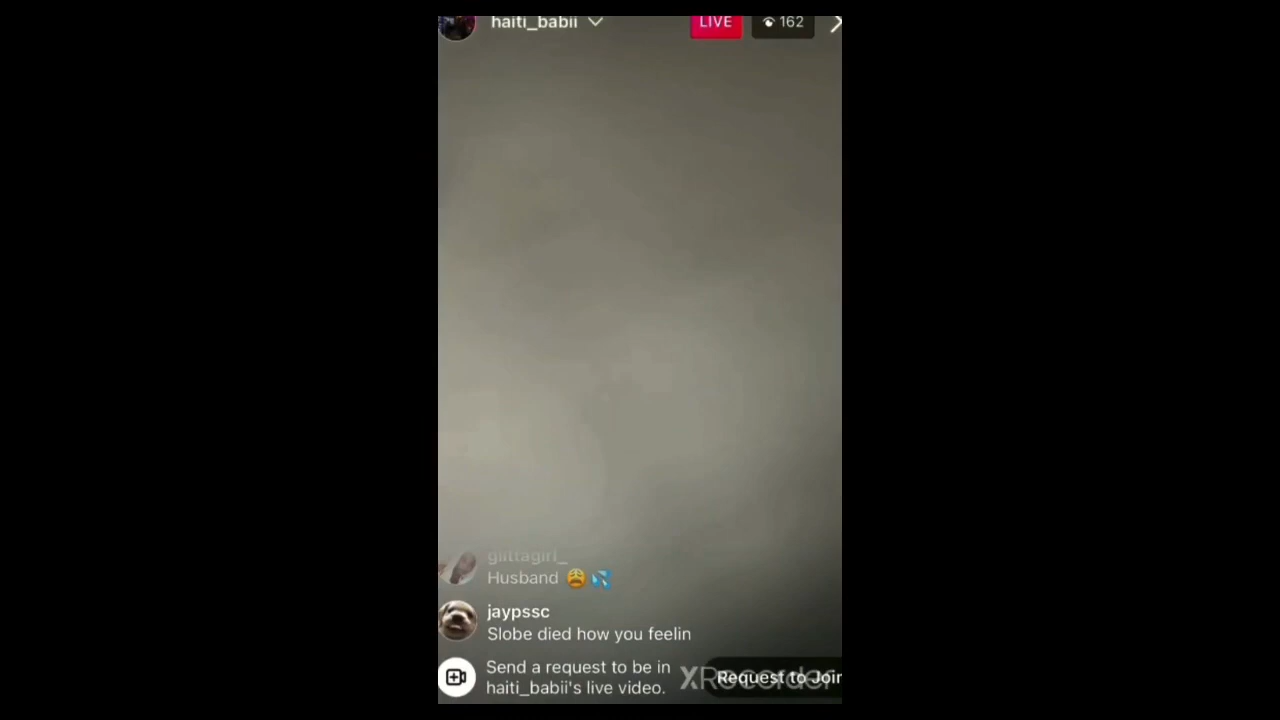 haiti_babii
LIVE
162
glittagirl_
Husband 😩 💦
jaypssc
Slobe died how you feelin
Send a request to be in
haiti_babii's live video.
Request to Join
XRecorder